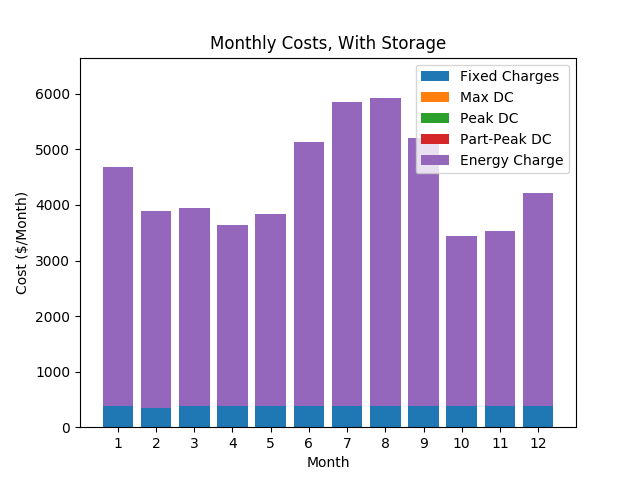 Monthly Costs, With Storage
Fixed Charges
Max DC
Peak DC
Part-Peak DC
Energy Charge
Cost ($/Month)
6000
5000
4000
3000
2000
1000
0
1 2 3 4 5 6 7 8 9 10 11 12
Month